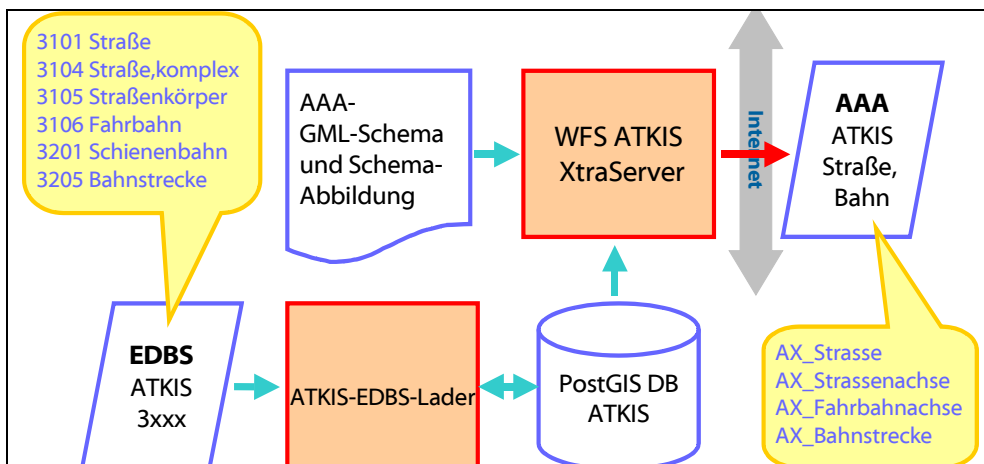 3101 Straße
3104 Straße,komplex
3105 Straßenkörper
3106 Fahrbahn
3201 Schienenbahn
3205 Bahnstrecke
AAA-
GML-Schema
und Schema-
Abbildung
WFS ATKIS
XtraServer
Internet
AAA
ATKIS
Straße,
Bahn
EDBS
ATKIS
3xxx
ATKIS-EDBS-Lader
PostGIS DB
ATKIS
AX_Strasse
AX_Strassenachse
AX_Fahrbahnachse
AX_Bahnstrecke